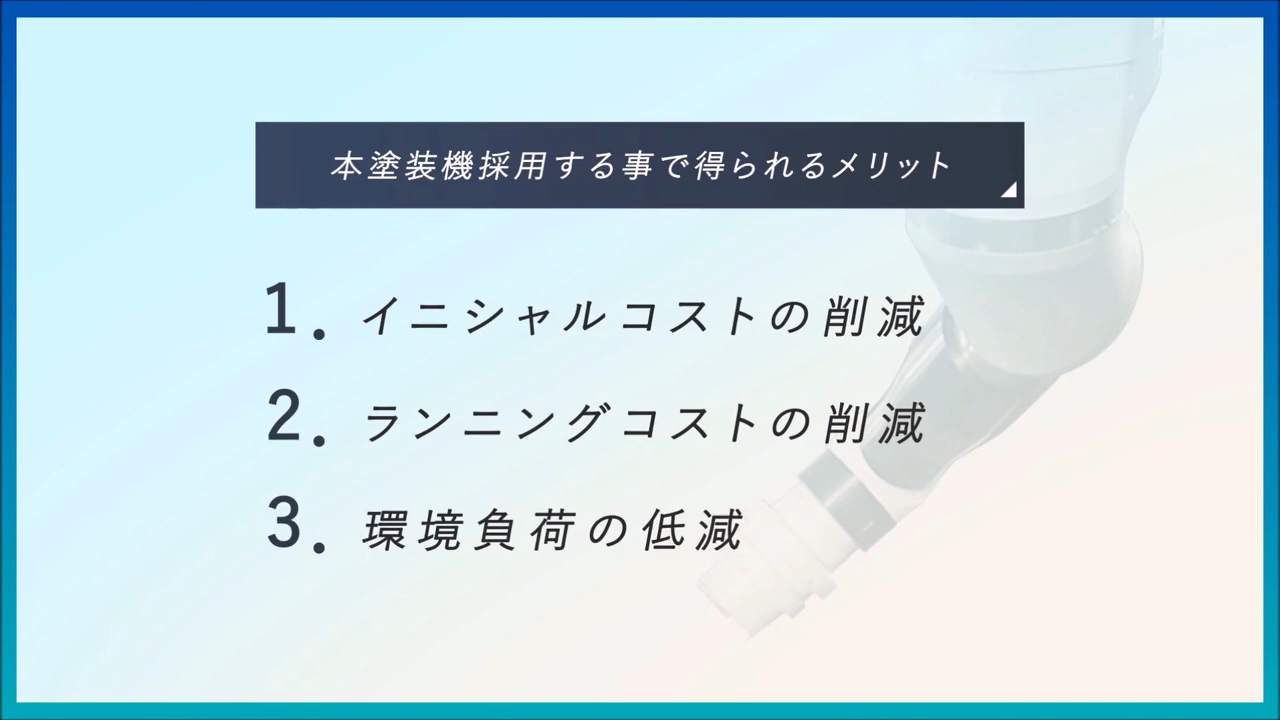 本塗装機採用する事で得られるメリット
1. イニシャルコストの削減
2. ランニングコストの削減
3. 環境負荷の低減